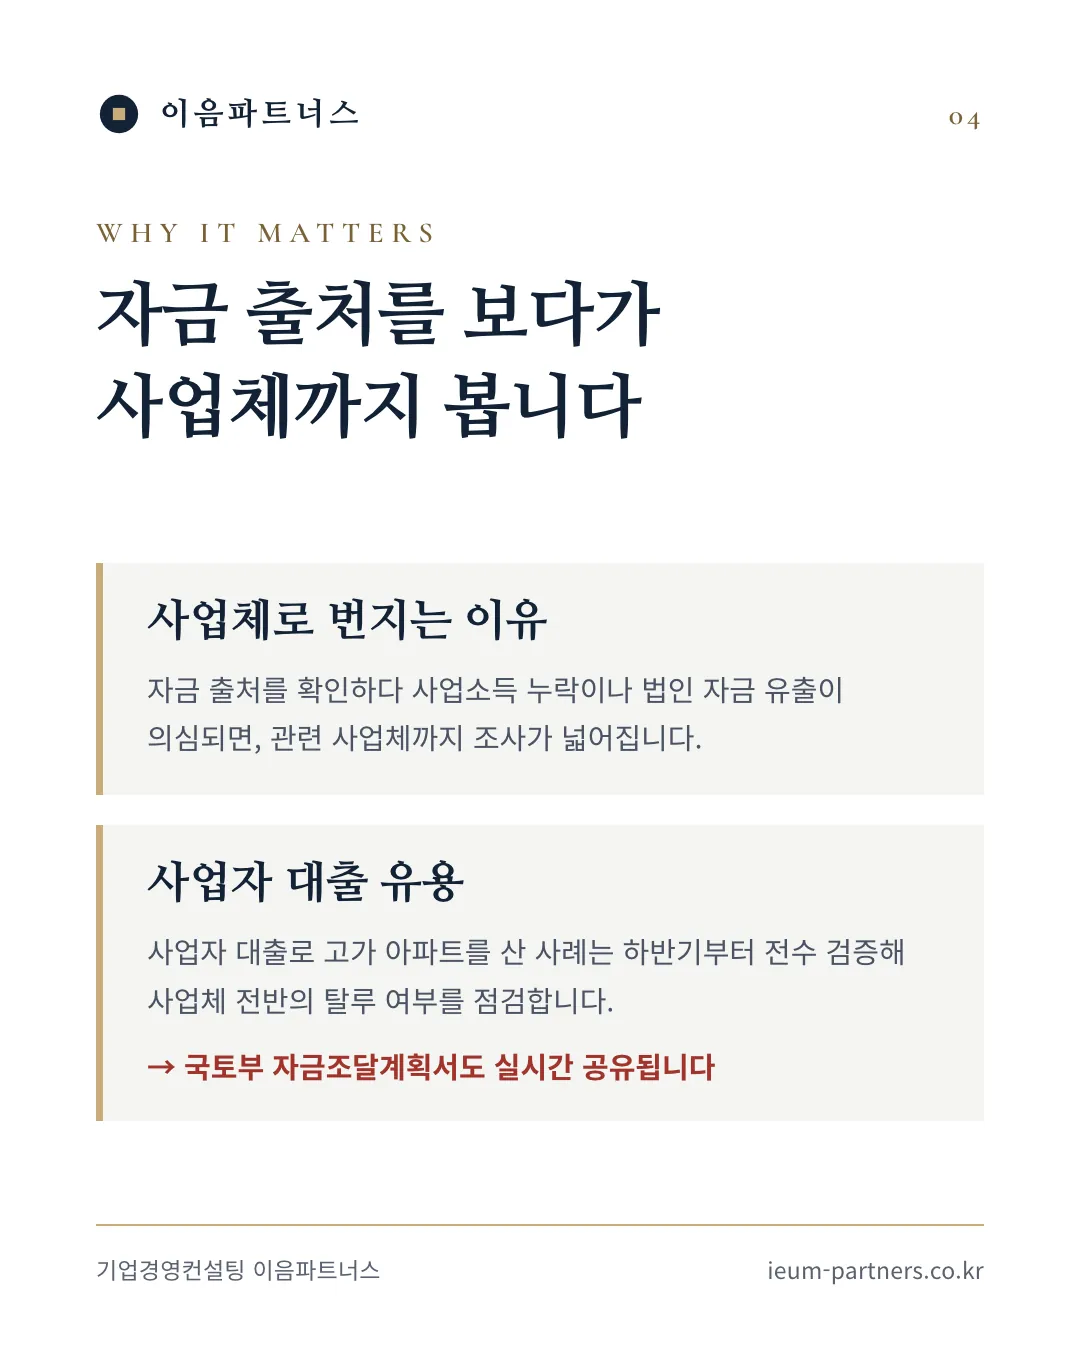 이음파트너스
04
WHY IT MATTERS
자금 출처를 보다가
사업체까지 봅니다
사업체로 번지는 이유
자금 출처를 확인하다 사업소득 누락이나 법인 자금 유출이
의심되면, 관련 사업체까지 조사가 넓어집니다.
사업자 대출 유용
사업자 대출로 고가 아파트를 산 사례는 하반기부터 전수 검증해
사업체 전반의 탈루 여부를 점검합니다.
→ 국토부 자금조달계획서도 실시간 공유됩니다
기업경영컨설팅 이음파트너스
ieum-partners.co.kr